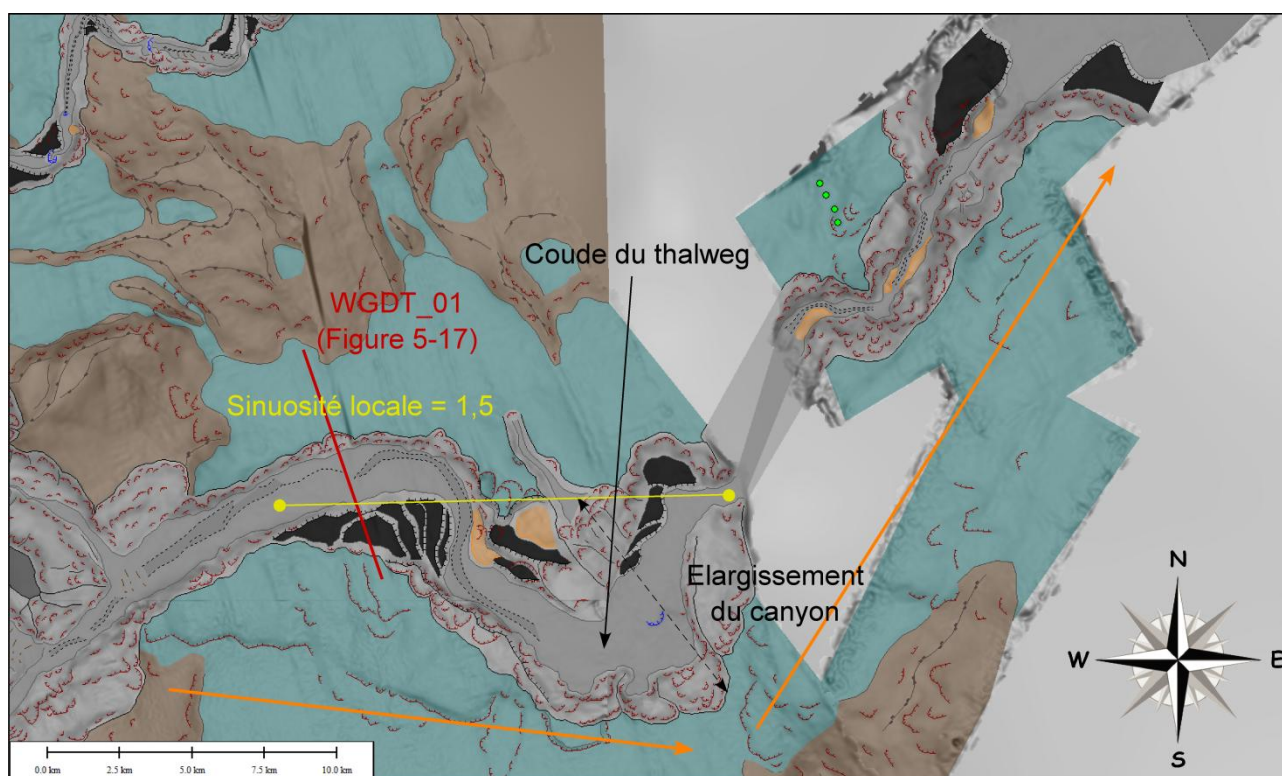 Coude du thalweg
WGDT_01
(Figure 5-17)
Sinuosité locale = 1,5
Elargissement
du canyon
N
W
E
S
0.0 km 2.5 km 5.0 km 7.5 km 10.0 km